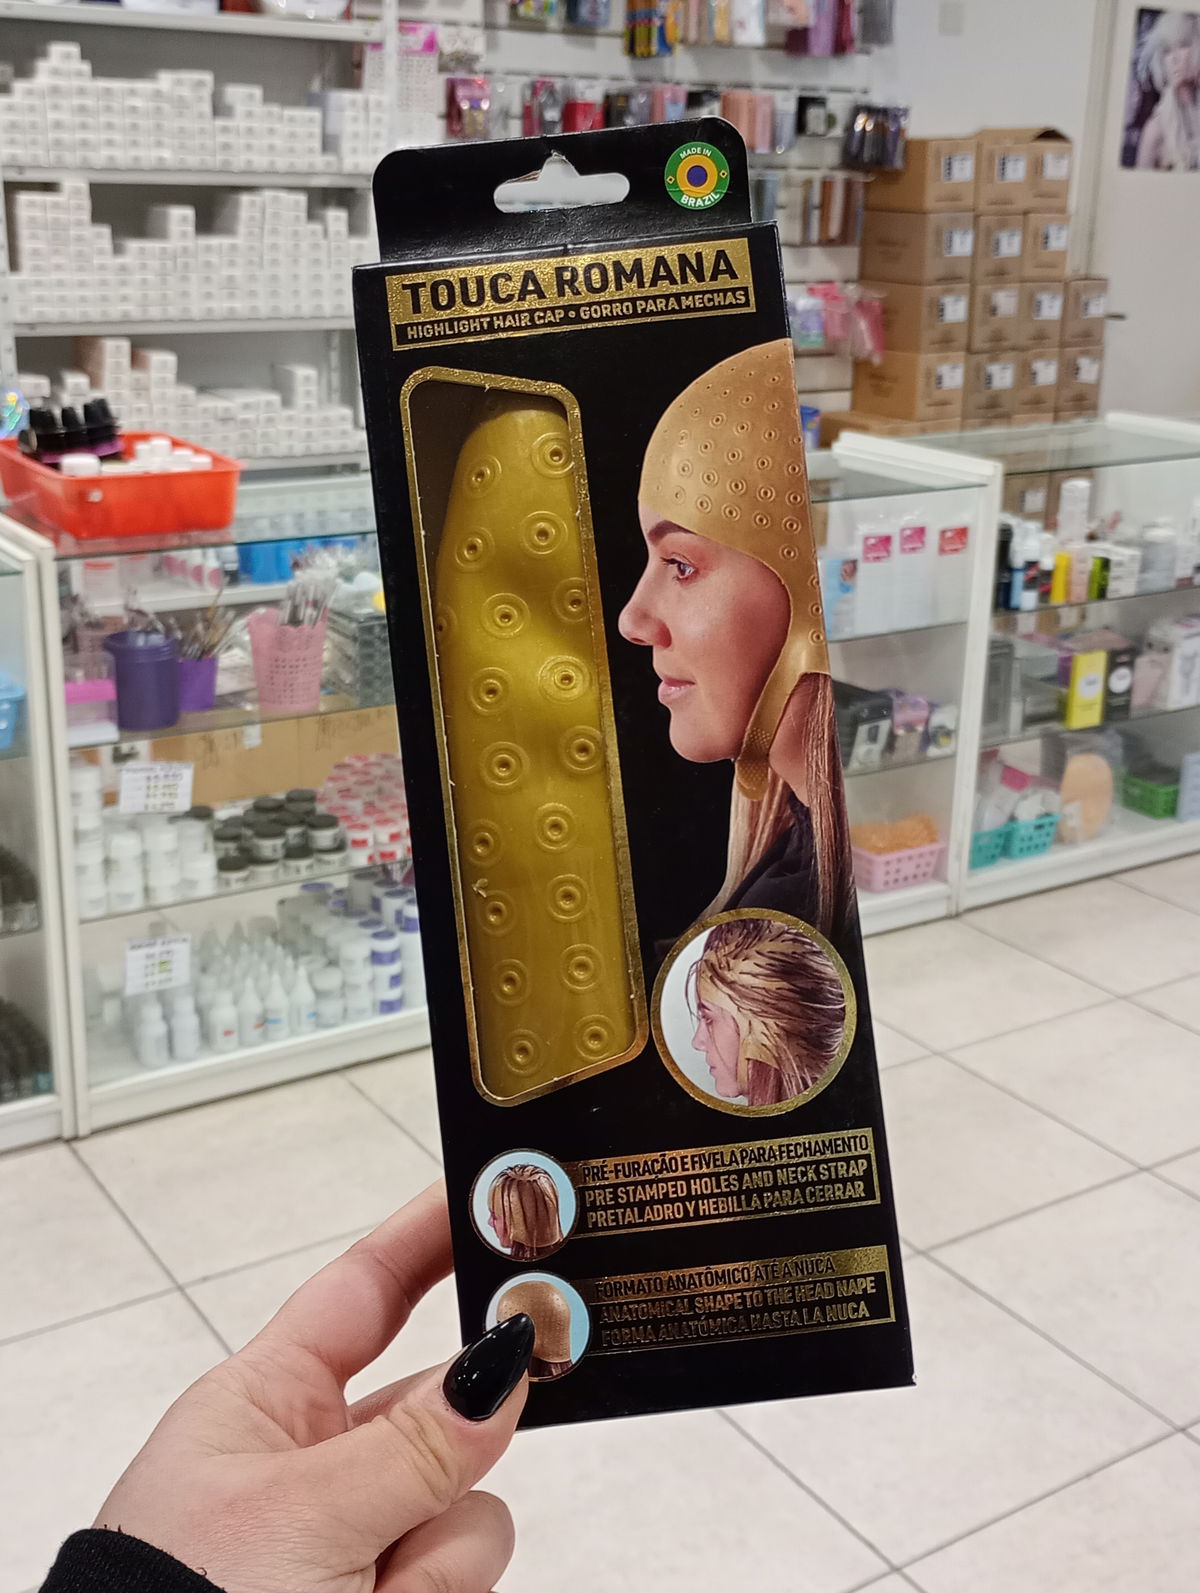 MADE IN
BRAZIL
TOUCA ROMANA
HIGHLIGHT HAIR CAP • GORRO PARA MECHAS
PRÉ-FURAÇÃO E FIVELA PARA FECHAMENTO
PRE STAMPED HOLES AND NECK STRAP
PRETALADRO Y HEBILLA PARA CERRAR
FORMATO ANATÔMICO ATÉ A NUCA
ANATOMICAL SHAPE TO THE HEAD NAPE
FORMA ANATÓMICA HASTA LA NUCA